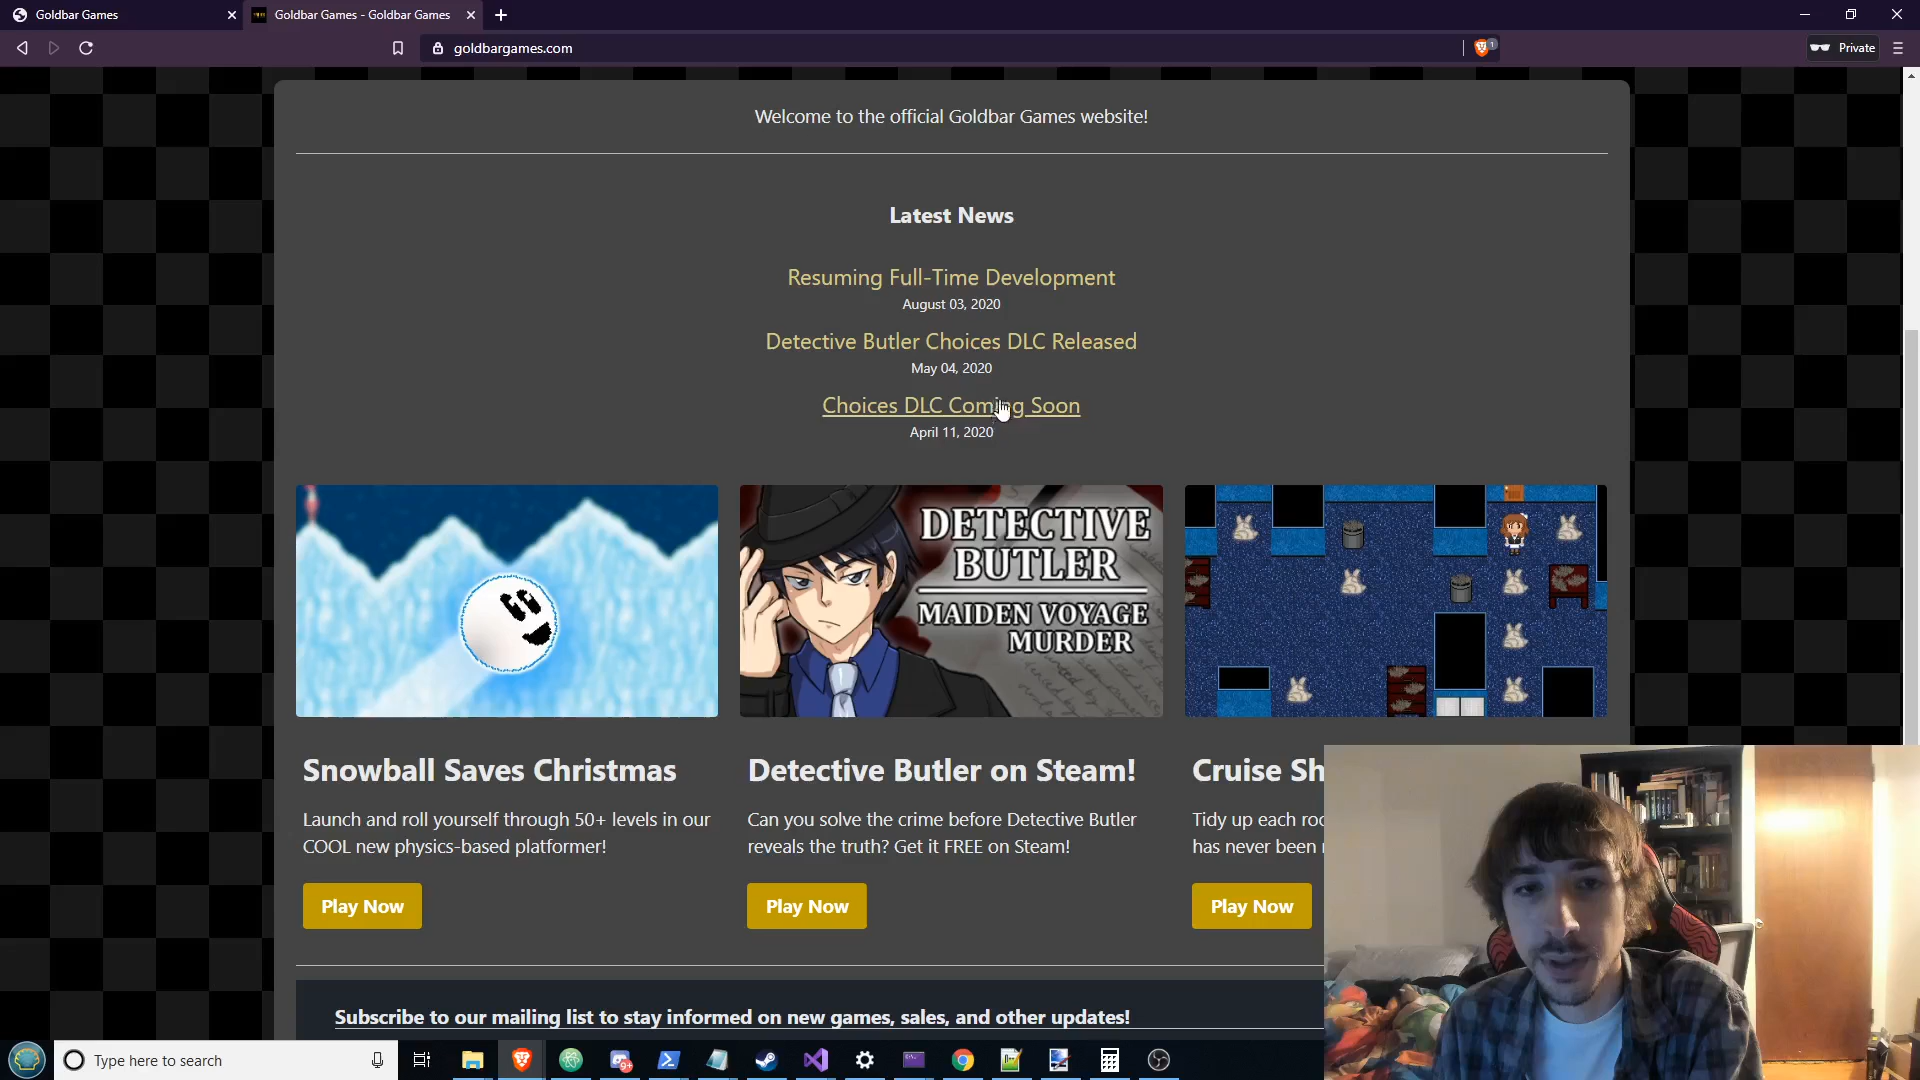 Goldbar Games
Goldbar Games - Goldbar Games
goldbargames.com
1
Private
Welcome to the official Goldbar Games website!
Latest News
Resuming Full-Time Development
August 03, 2020
Detective Butler Choices DLC Released
May 04, 2020
Choices DLC Coming Soon
April 11, 2020
DETECTIVE
BUTLER
MAIDEN VOYAGE
MURDER
Snowball Saves Christmas
Detective Butler on Steam!
Cruise Sh
Launch and roll yourself through 50+ levels in our
COOL new physics-based platformer!
Can you solve the crime before Detective Butler
reveals the truth? Get it FREE on Steam!
Tidy up each roo
has never been
Play Now
Play Now
Play Now
Subscribe to our mailing list to stay informed on new games, sales, and other updates!
Type here to search